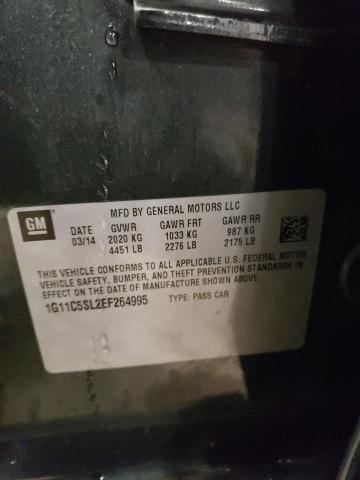 GM
MFD BY GENERAL MOTORS LLC
DATE GVWR GAWR FRT GAWR RR
03/14 2020 KG 1033 KG 987 KG
4451 LB 2276 LB 2175 LB
THIS VEHICLE CONFORMS TO ALL APPLICABLE U.S. FEDERAL MOTOR
VEHICLE SAFETY, BUMPER, AND THEFT PREVENTION STANDARDS IN
EFFECT ON THE DATE OF MANUFACTURE SHOWN ABOVE.
1G11C5SL2EF264995 TYPE: PASS CAR